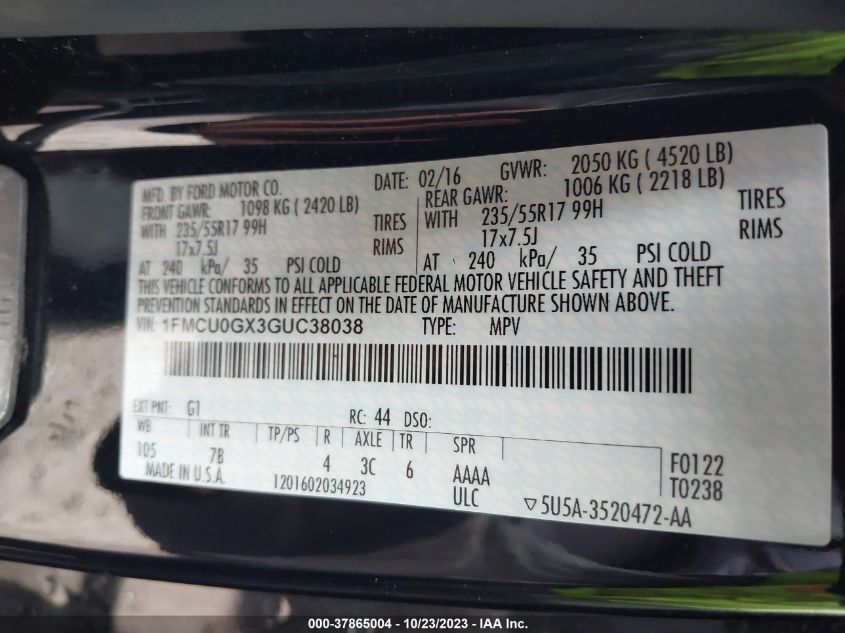 MFD BY FORD MOTOR CO. DATE: 02/16 GVWR: 2050 KG ( 4520 LB)
FRONT GAWR: 1098 KG ( 2420 LB) REAR GAWR: 1006 KG ( 2218 LB)
WITH 235/55R17 99H TIRES WITH 235/55R17 99H TIRES
17x7.5J RIMS 17x7.5J RIMS
AT 240 kPa/ 35 PSI COLD AT 240 kPa/ 35 PSI COLD
THIS VEHICLE CONFORMS TO ALL APPLICABLE FEDERAL MOTOR VEHICLE SAFETY AND THEFT
PREVENTION STANDARDS IN EFFECT ON THE DATE OF MANUFACTURE SHOWN ABOVE.
VIN: 1FMCU0GX3GUC38038 TYPE: MPV
EXT PNT: G1 RC: 44 DSO:
WB INT TR TP/PS R AXLE TR SPR
105 7B 4 3C 6 AAAA F0122
MADE IN U.S.A. 1201602034923 ULC T0238
▽5U5A-3520472-AA
000-37865004 - 10/23/2023 - IAA Inc.